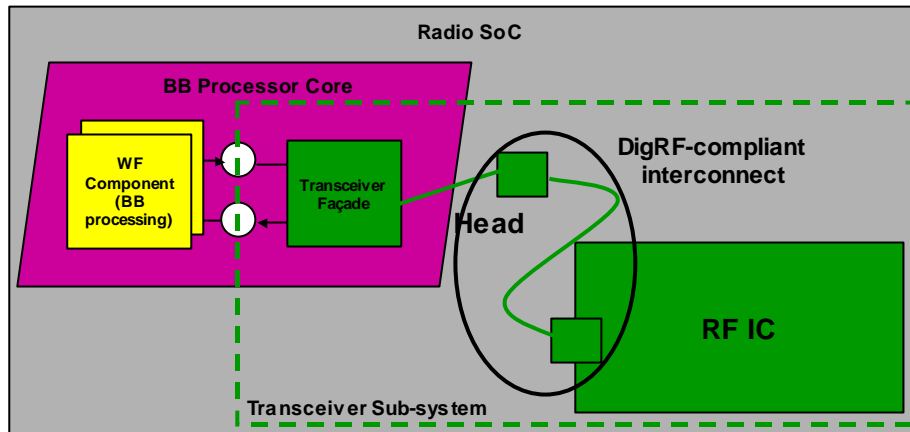 Radio SoC
BB Processor Core
WF
Component
(BB
processing)
Transceiver
Façade
Head
DigRF-compliant
interconnect
RF IC
Transceiver Sub-system